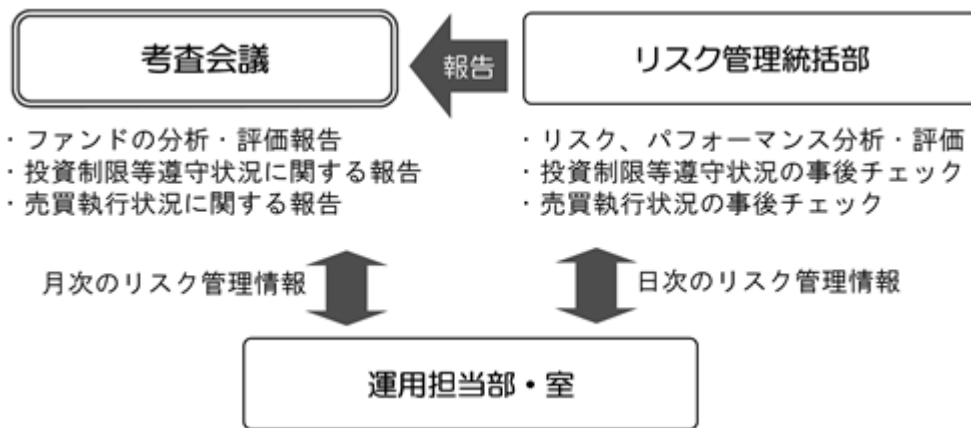 考査会議
報告
リスク管理統括部
・ファンドの分析・評価報告
・投資制限等遵守状況に関する報告
・売買執行状況に関する報告
・リスク、パフォーマンス分析・評価
・投資制限等遵守状況の事後チェック
・売買執行状況の事後チェック
月次のリスク管理情報
日次のリスク管理情報
運用担当部・室